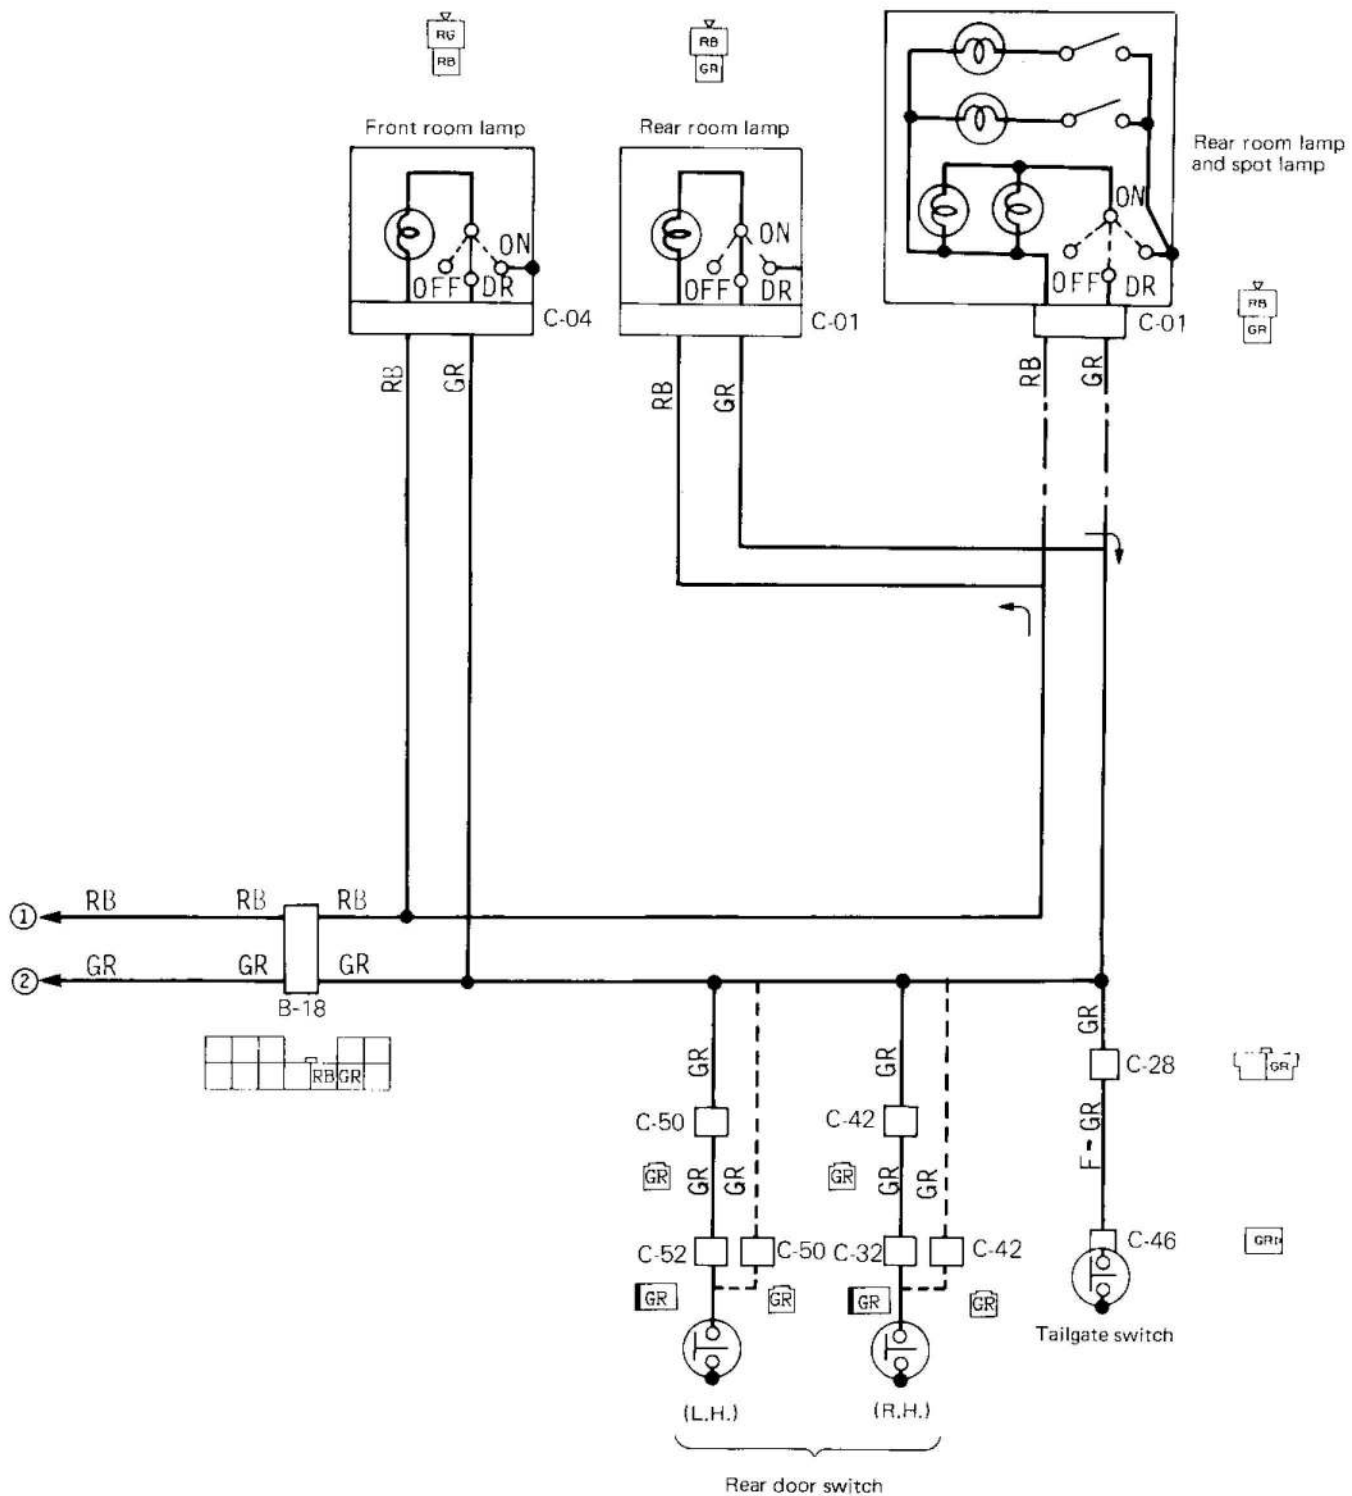 RG
RB
RB
GR
Front room lamp
Rear room lamp
Rear room lamp
and spot lamp
ON
OFF
DR
ON
OFF
DR
ON
OFF
DR
C-04
C-01
C-01
RB
GR
RB
GR
RB
GR
RB
GR
1
RB
RB
RB
2
GR
GR
GR
B-18
RB
GR
GR
GR
GR
C-28
GR
C-50
C-42
F-GR
GR
GR
GR
GR
GR
GR
C-52
C-50
C-32
C-42
C-46
GR
GR
GR
GR
GR
Tailgate switch
(L.H.)
(R.H.)
Rear door switch